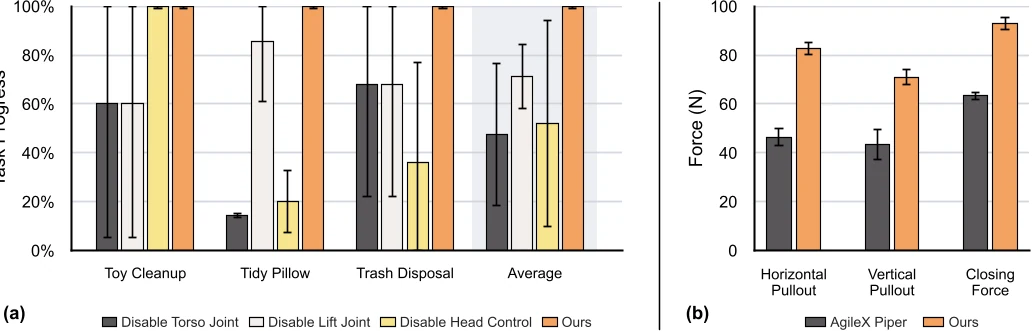 100%
80%
60%
40%
20%
0%
Progress
Toy Cleanup
Tidy Pillow
Trash Disposal
Average
(a)
Disable Torso Joint
Disable Lift Joint
Disable Head Control
Ours
100
80
60
40
20
0
Force (N)
Horizontal
Pullout
Vertical
Pullout
Closing
Force
(b)
AgileX Piper
Ours